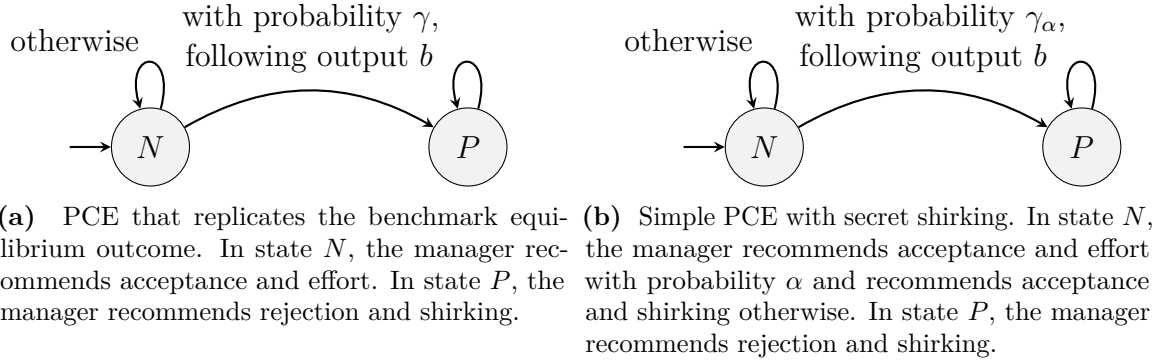 otherwise
with probability γ,
following output b
N
P
(a) PCE that replicates the benchmark equi-
librium outcome. In state N, the manager rec-
ommends acceptance and effort. In state P, the
manager recommends rejection and shirking.
otherwise
with probability γ_α,
following output b
N
P
(b) Simple PCE with secret shirking. In state N,
the manager recommends acceptance and effort
with probability α and recommends acceptance
and shirking otherwise. In state P, the manager
recommends rejection and shirking.